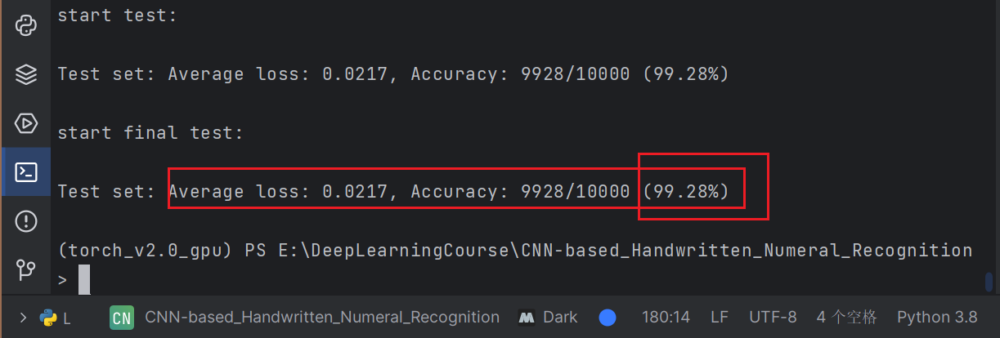 start test:
Test set: Average loss: 0.0217, Accuracy: 9928/10000 (99.28%)
start final test:
Test set: Average loss: 0.0217, Accuracy: 9928/10000 (99.28%)
(torch_v2.0_gpu) PS E:\DeepLearningCourse\CNN-based_Handwritten_Numeral_Recognition
>
> L CN CNN-based_Handwritten_Numeral_Recognition Dark 180:14 LF UTF-8 4 个空格 Python 3.8